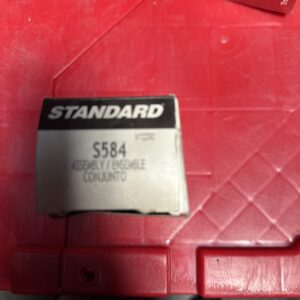 STANDARD
S584
ASSEMBLY / ENSEMBLE
CONJUNTO